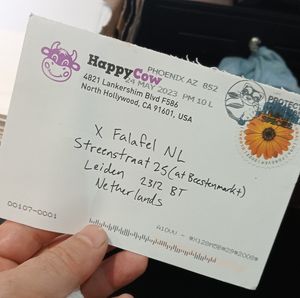 HappyCow
4821 Lankershim Blvd F586
North Hollywood, CA 91601, USA
PHOENIX AZ 852
24 MAY 2023 PM 10 L
PROTECT
X Falafel NL
Streenstraat 25 (at Beestenmarkt)
Leiden 2312 BT
Netherlands
00107-0001